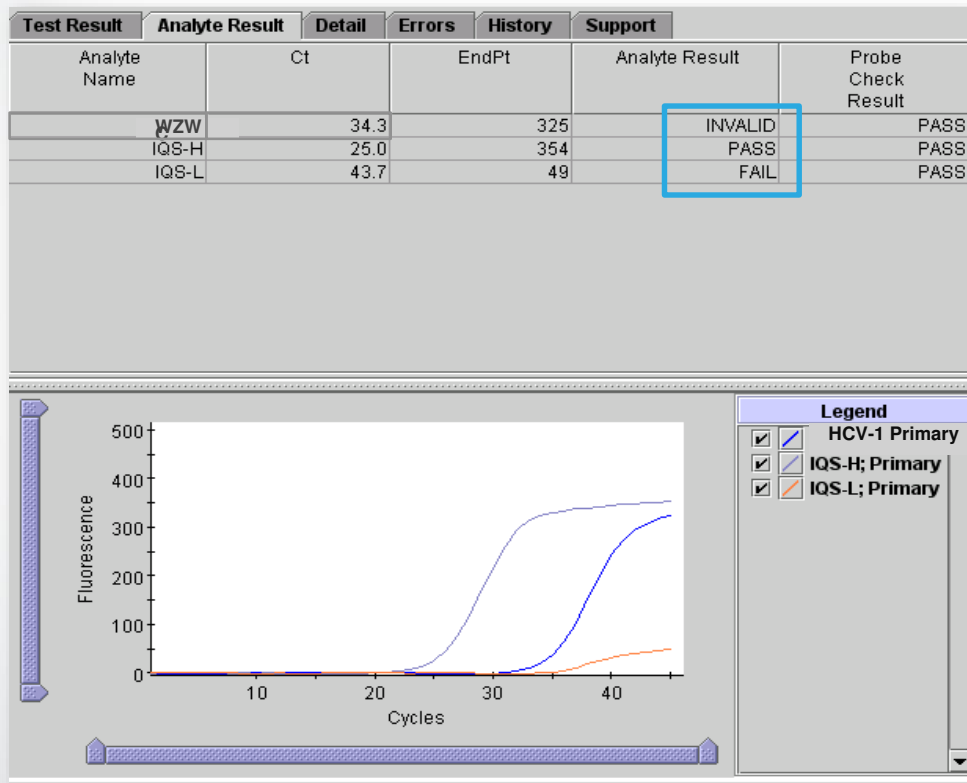 Test Result Analyte Result Detail Errors History Support
Analyte Name Ct EndPt Analyte Result Probe Check Result
WZW 34.3 325 INVALID PASS
IQS-H 25.0 354 PASS PASS
IQS-L 43.7 49 FAIL PASS
Legend
HCV-1 Primary
IQS-H; Primary
IQS-L; Primary
Fluorescence
500
400
300
200
100
0
10 20 30 40
Cycles